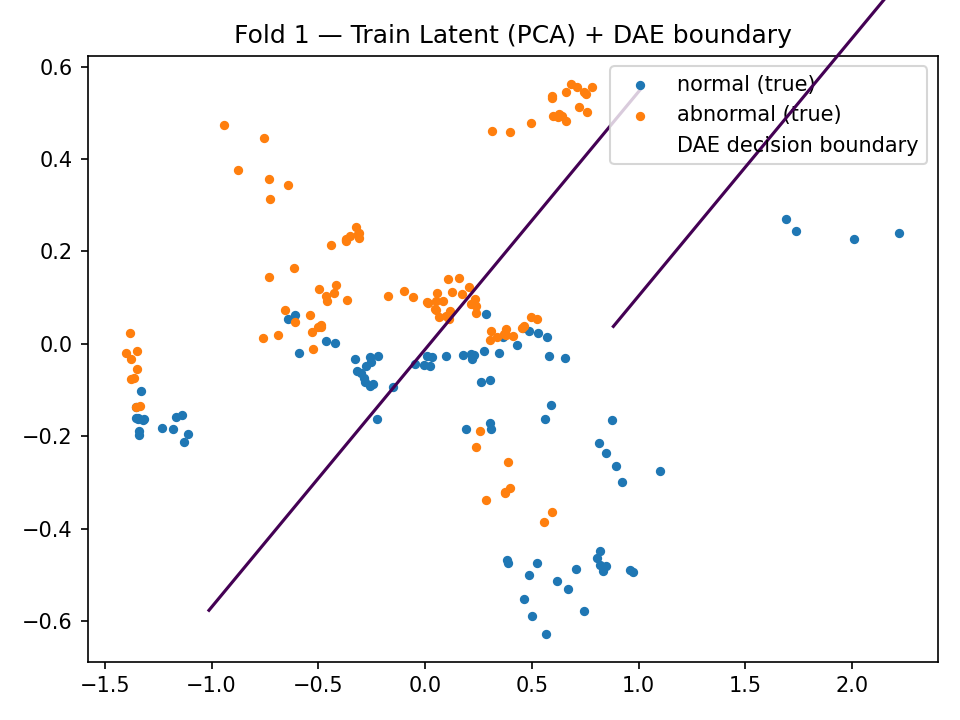 Fold 1 — Train Latent (PCA) + DAE boundary
normal (true)
abnormal (true)
DAE decision boundary
0.6
0.4
0.2
0.0
−0.2
−0.4
−0.6
−1.5 −1.0 −0.5 0.0 0.5 1.0 1.5 2.0